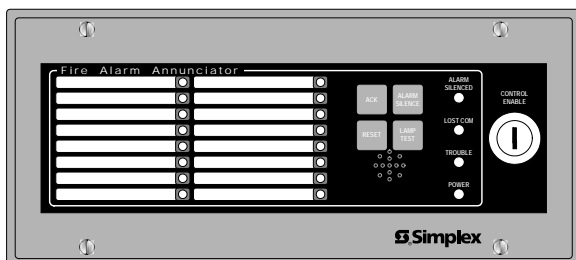 Fire Alarm Annunciator
ACK
ALARM
SILENCE
RESET
LAMP
TEST
ALARM
SILENCED
LOST COM
TROUBLE
POWER
CONTROL
ENABLE
Simplex